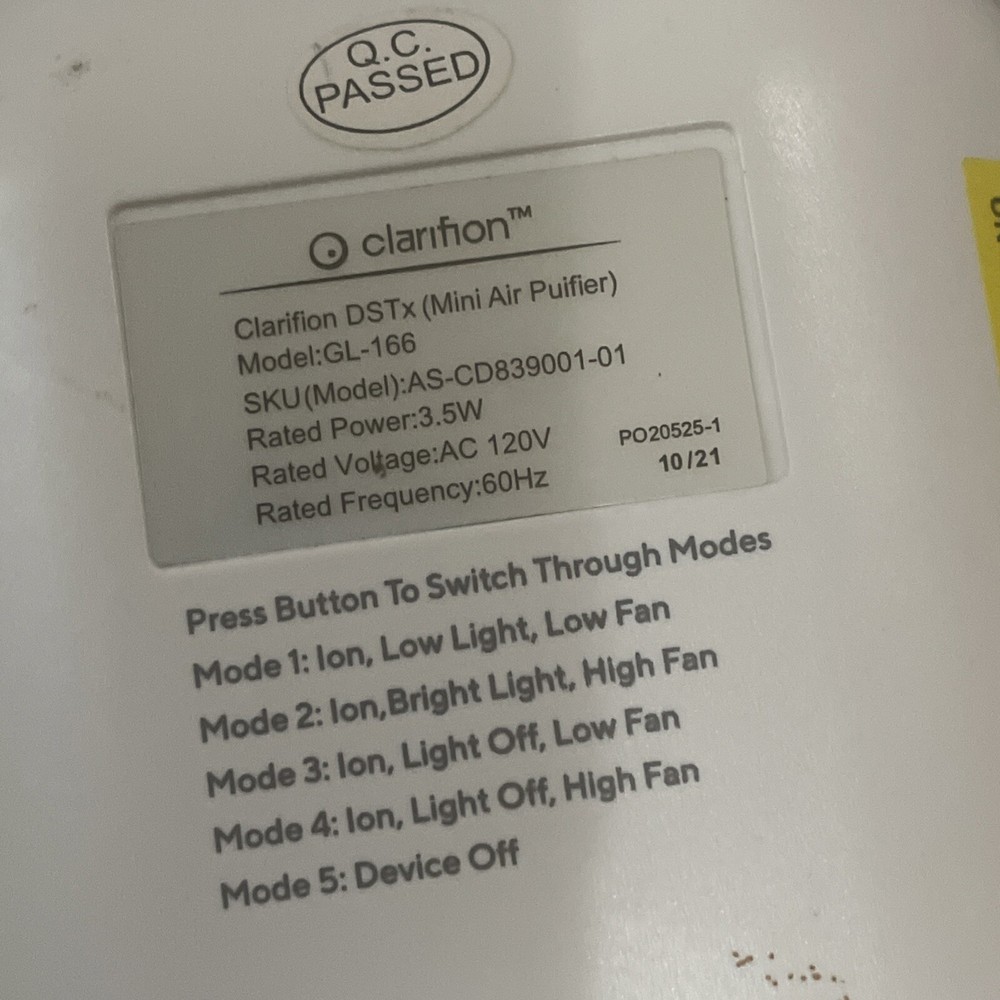 Q.C.
PASSED
clarifion™
Clarifion DSTx (Mini Air Puifier)
Model:GL-166
SKU(Model):AS-CD839001-01
Rated Power:3.5W
Rated Voltage:AC 120V
PO20525-1
Rated Frequency:60Hz
10/21
Press Button To Switch Through Modes
Mode 1: Ion, Low Light, Low Fan
Mode 2: Ion,Bright Light, High Fan
Mode 3: Ion, Light Off, Low Fan
Mode 4: Ion, Light Off, High Fan
Mode 5: Device Off